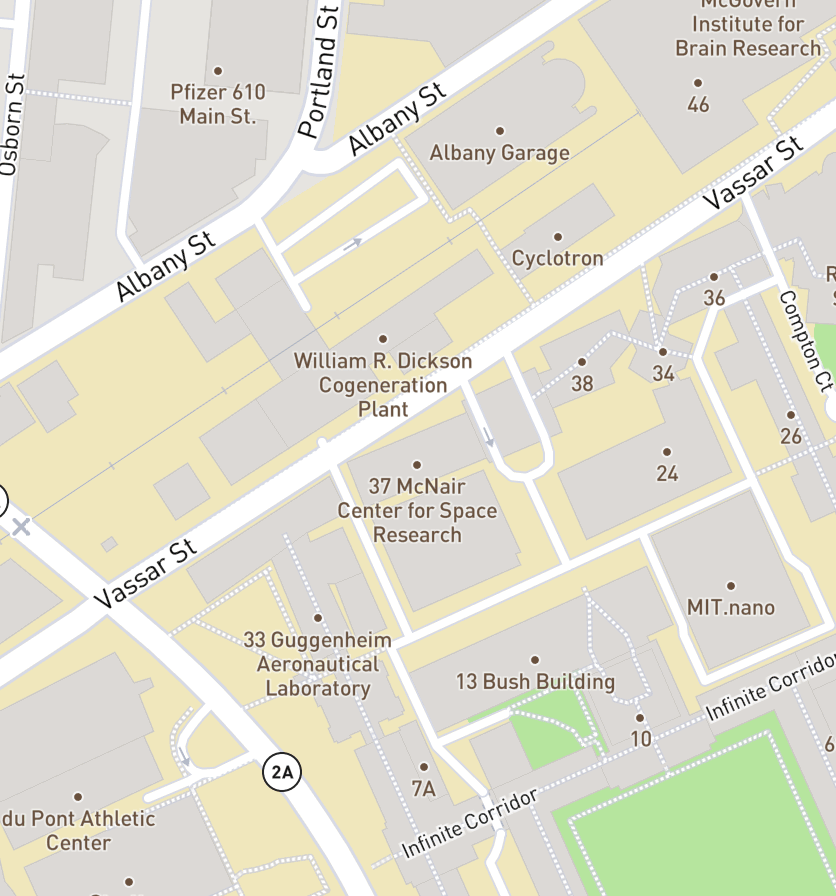 McGovern
Institute for
Brain Research
46
Pfizer 610
Main St.
Portland St
Osborn St
Albany St
Albany Garage
Vassar St
Cyclotron
Albany St
36
R
S
Compton Ct
William R. Dickson
Cogeneration
Plant
38
34
26
24
37 McNair
Center for Space
Research
Vassar St
MIT.nano
33 Guggenheim
Aeronautical
Laboratory
13 Bush Building
Infinite Corridor
10
6
2A
7A
du Pont Athletic
Center
Infinite Corridor